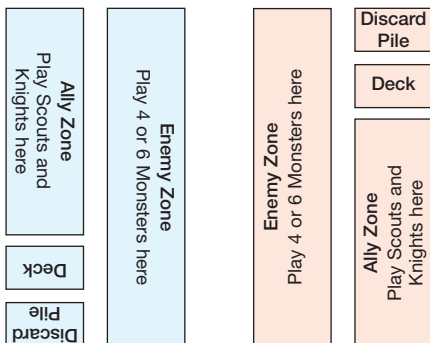 Ally Zone
Play Scouts and
Knights here
Deck
Discard
Pile
Enemy Zone
Play 4 or 6 Monsters here
Enemy Zone
Play 4 or 6 Monsters here
Discard
Pile
Deck
Ally Zone
Play Scouts and
Knights here